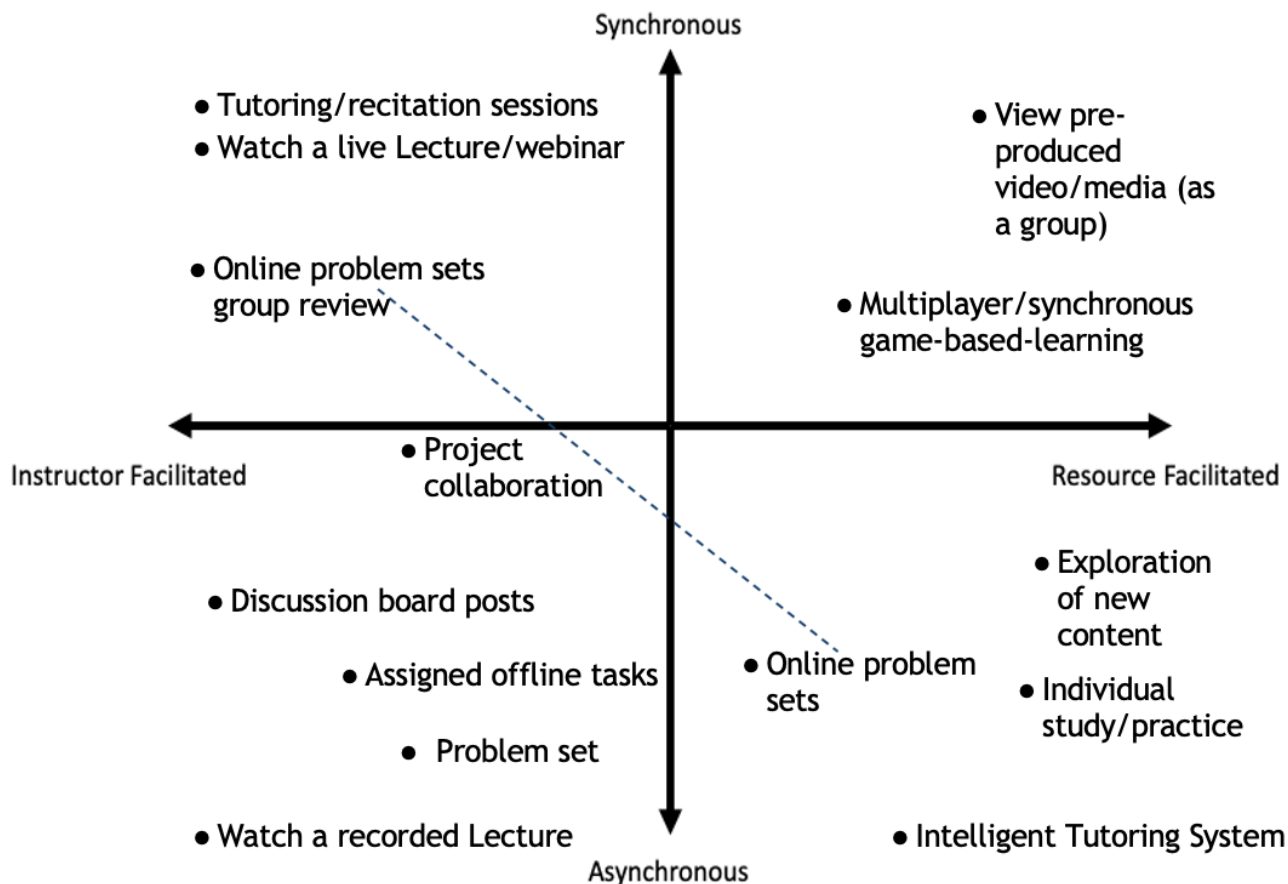 Synchronous
● Tutoring/recitation sessions
● Watch a live Lecture/webinar
● View pre-
produced
video/media (as
a group)
● Online problem sets
group review
● Multiplayer/synchronous
game-based-learning
Instructor Facilitated
Resource Facilitated
● Project
collaboration
● Discussion board posts
● Assigned offline tasks
● Problem set
● Watch a recorded Lecture
● Exploration
of new
content
● Online problem
sets
● Individual
study/practice
● Intelligent Tutoring System
Asynchronous